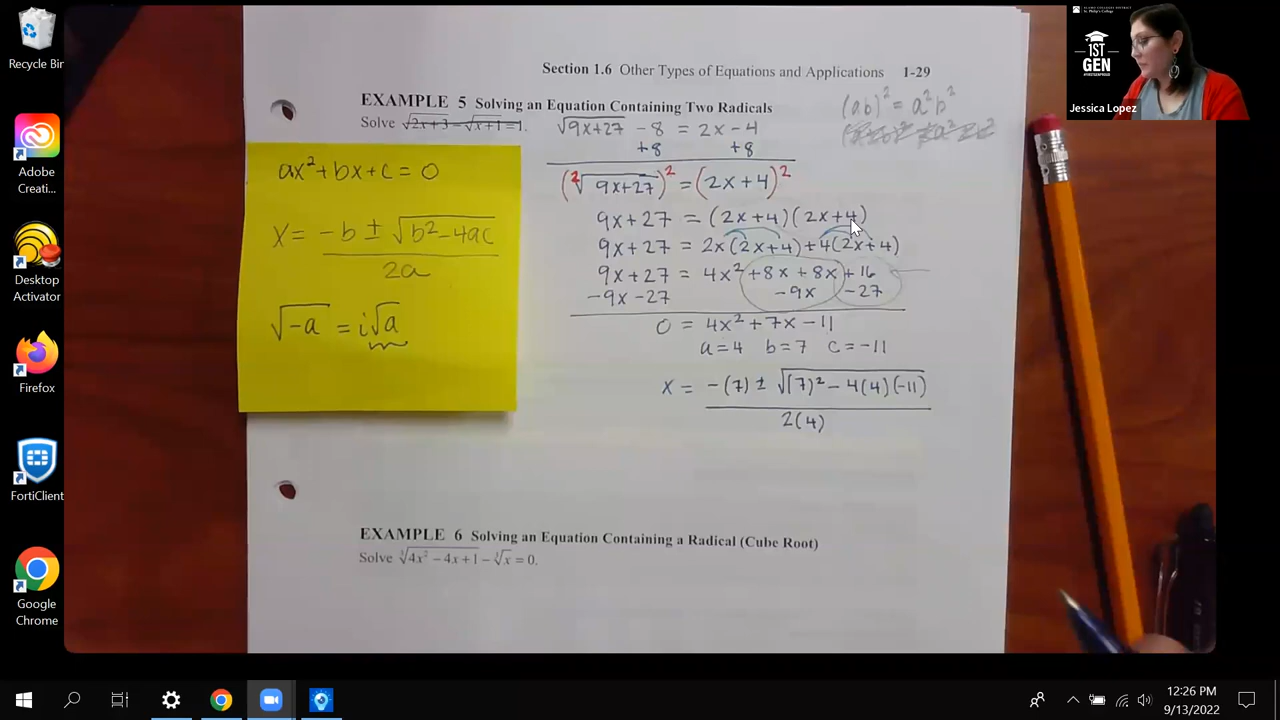 Recycle Bin
Adobe
Creati...
Desktop
Activator
Firefox
FortiClient
Google
Chrome
Section 1.6 Other Types of Equations and Applications 1-29
EXAMPLE 5 Solving an Equation Containing Two Radicals
Solve √2x+3 − √x+1 = 1.
√9x+27 − 8 = 2x − 4
+8 +8
(²√9x+27)² = (2x+4)²
9x+27 = (2x+4)(2x+4)
9x+27 = 2x(2x+4)+4(2x+4)
9x+27 = 4x² +8x +8x +16
−9x −27 −9x −27
0 = 4x² +7x −11
a=4 b=7 c=−11
x = −(7) ± √(7)² − 4(4)(−11)
2(4)
(ab)² = a²b²
ax²+bx+c=0
x = −b ± √b²−4ac
2a
√−a = i√a
EXAMPLE 6 Solving an Equation Containing a Radical (Cube Root)
Solve ³√4x² − 4x + 1 − ³√x = 0.
1ST
GEN
Jessica Lopez
12:26 PM
9/13/2022